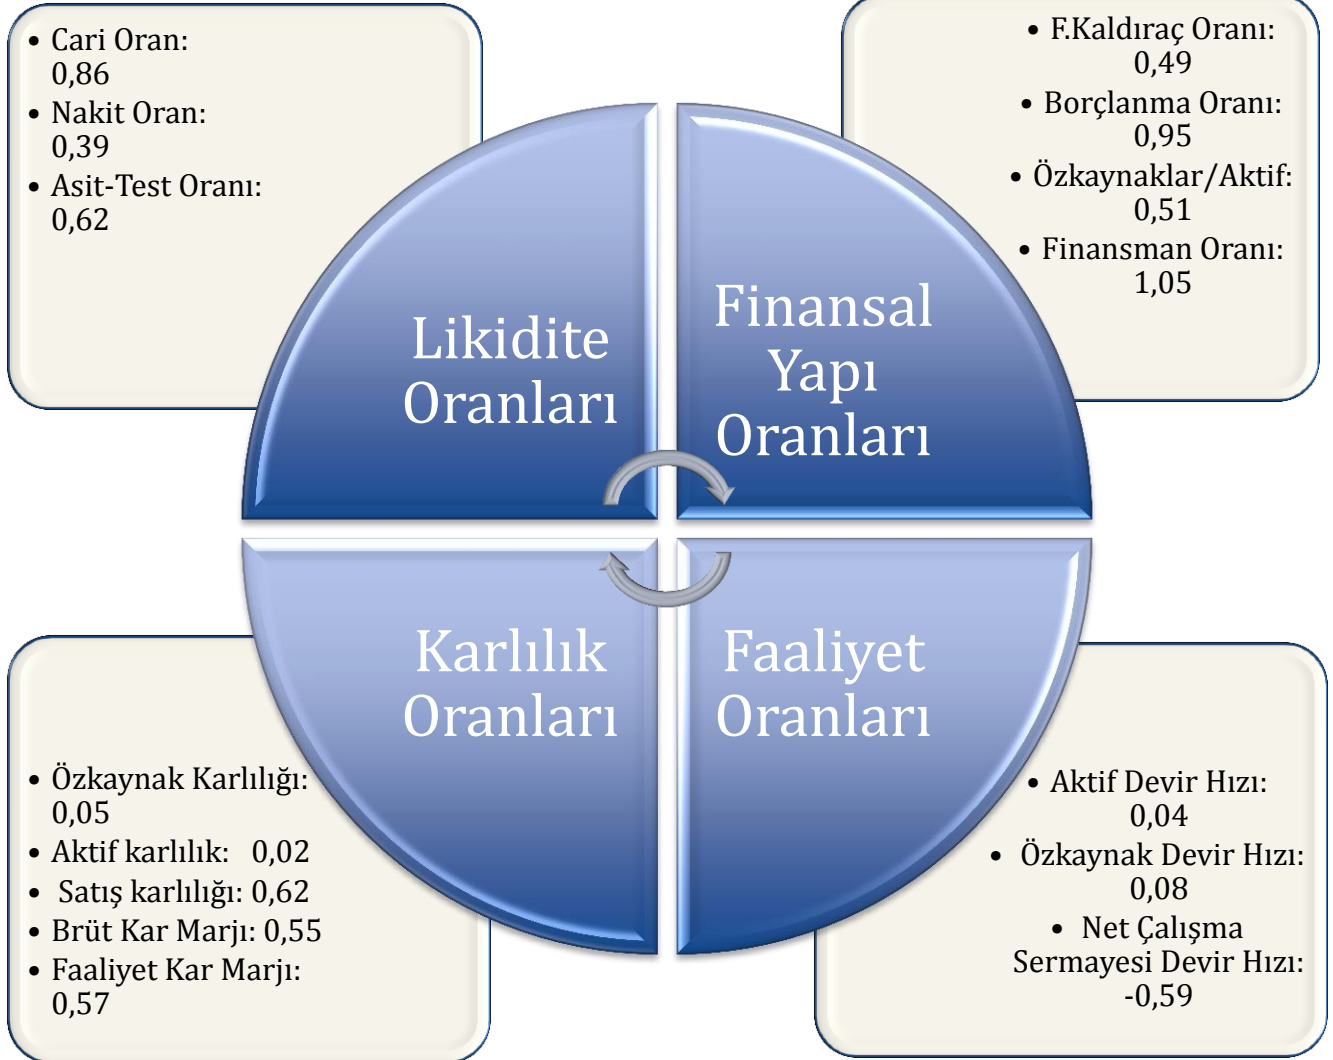 • Cari Oran:
0,86
• Nakit Oran:
0,39
• Asit-Test Oranı:
0,62
• F.Kaldıraç Oranı:
0,49
• Borçlanma Oranı:
0,95
• Özkaynaklar/Aktif:
0,51
• Finansman Oranı:
1,05
Likidite
Oranları
Finansal
Yapı
Oranları
Karlılık
Oranları
Faaliyet
Oranları
• Özkaynak Karlılığı:
0,05
• Aktif karlılık: 0,02
• Satış karlılığı: 0,62
• Brüt Kar Marjı: 0,55
• Faaliyet Kar Marjı:
0,57
• Aktif Devir Hızı:
0,04
• Özkaynak Devir Hızı:
0,08
• Net Çalışma
Sermayesi Devir Hızı:
-0,59